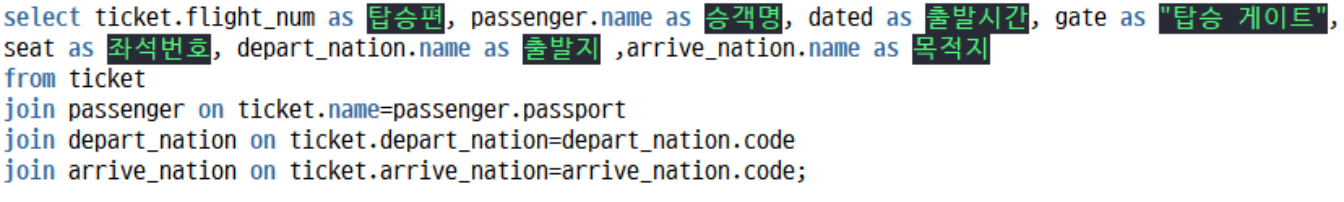 select ticket.flight_num as 탑승편, passenger.name as 승객명, dated as 출발시간, gate as "탑승 게이트",
seat as 좌석번호, depart_nation.name as 출발지 ,arrive_nation.name as 목적지
from ticket
join passenger on ticket.name=passenger.passport
join depart_nation on ticket.depart_nation=depart_nation.code
join arrive_nation on ticket.arrive_nation=arrive_nation.code;